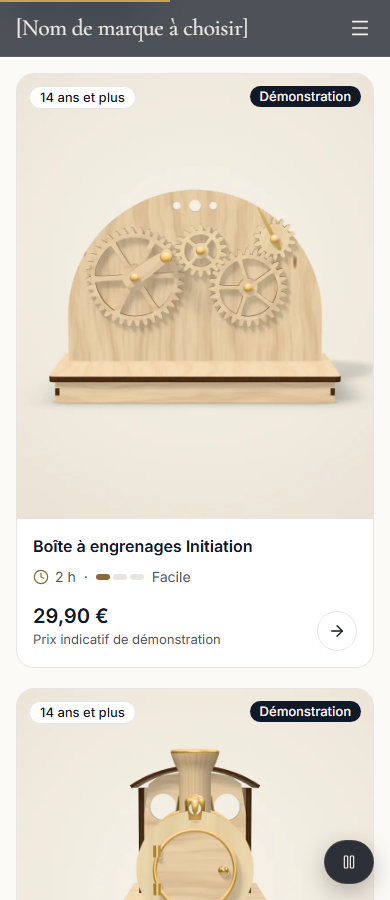 [Nom de marque à choisir]
14 ans et plus
Démonstration
Boîte à engrenages Initiation
2 h · Facile
29,90 €
Prix indicatif de démonstration
14 ans et plus
Démonstration